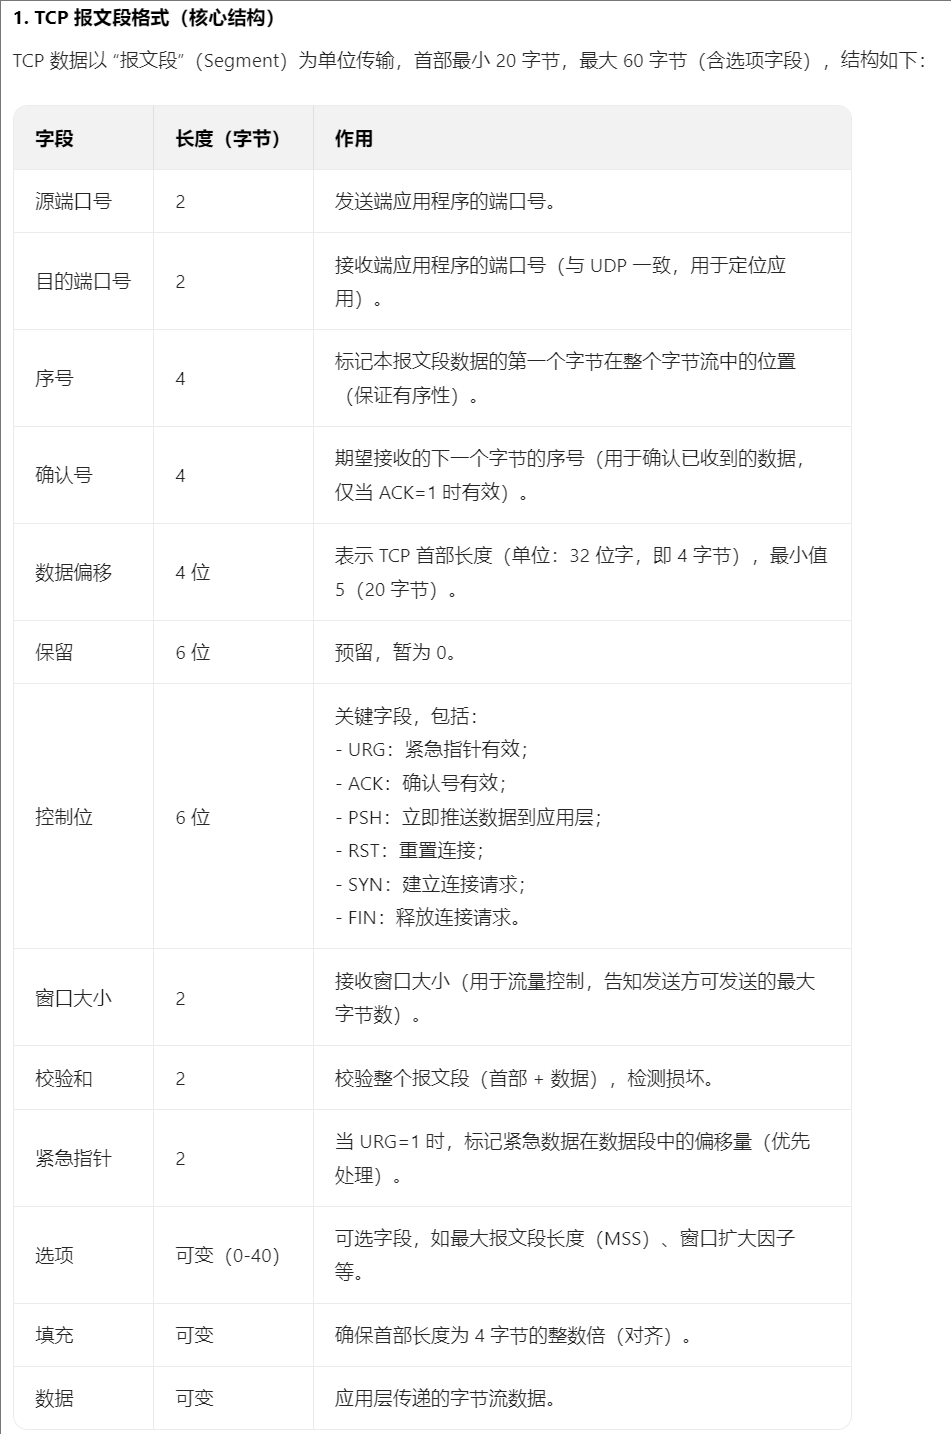 1. TCP 报文段格式（核心结构）
TCP 数据以 “报文段”（Segment）为单位传输，首部最小 20 字节，最大 60 字节（含选项字段），结构如下：
字段 长度（字节） 作用
源端口号 2 发送端应用程序的端口号。
目的端口号 2 接收端应用程序的端口号（与 UDP 一致，用于定位应
用）。
序号 4 标记本报文段数据的第一个字节在整个字节流中的位置
（保证有序性）。
确认号 4 期望接收的下一个字节的序号（用于确认已收到的数据，
仅当 ACK=1 时有效）。
数据偏移 4 位 表示 TCP 首部长度（单位：32 位字，即 4 字节），最小值
5（20 字节）。
保留 6 位 预留，暂为 0。
控制位 6 位 关键字段，包括：
- URG：紧急指针有效；
- ACK：确认号有效；
- PSH：立即推送数据到应用层；
- RST：重置连接；
- SYN：建立连接请求；
- FIN：释放连接请求。
窗口大小 2 接收窗口大小（用于流量控制，告知发送方可发送的最大
字节数）。
校验和 2 校验整个报文段（首部 + 数据），检测损坏。
紧急指针 2 当 URG=1 时，标记紧急数据在数据段中的偏移量（优先
处理）。
选项 可变（0-40） 可选字段，如最大报文段长度（MSS）、窗口扩大因子
等。
填充 可变 确保首部长度为 4 字节的整数倍（对齐）。
数据 可变 应用层传递的字节流数据。